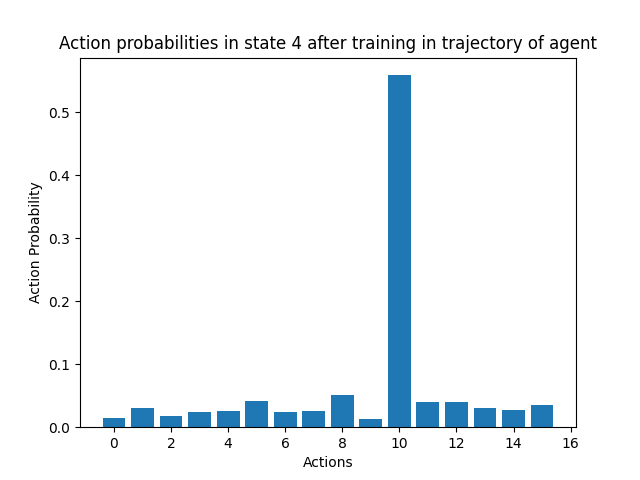 Action probabilities in state 4 after training in trajectory of agent
Action Probability
0.5
0.4
0.3
0.2
0.1
0.0
0 2 4 6 8 10 12 14 16
Actions